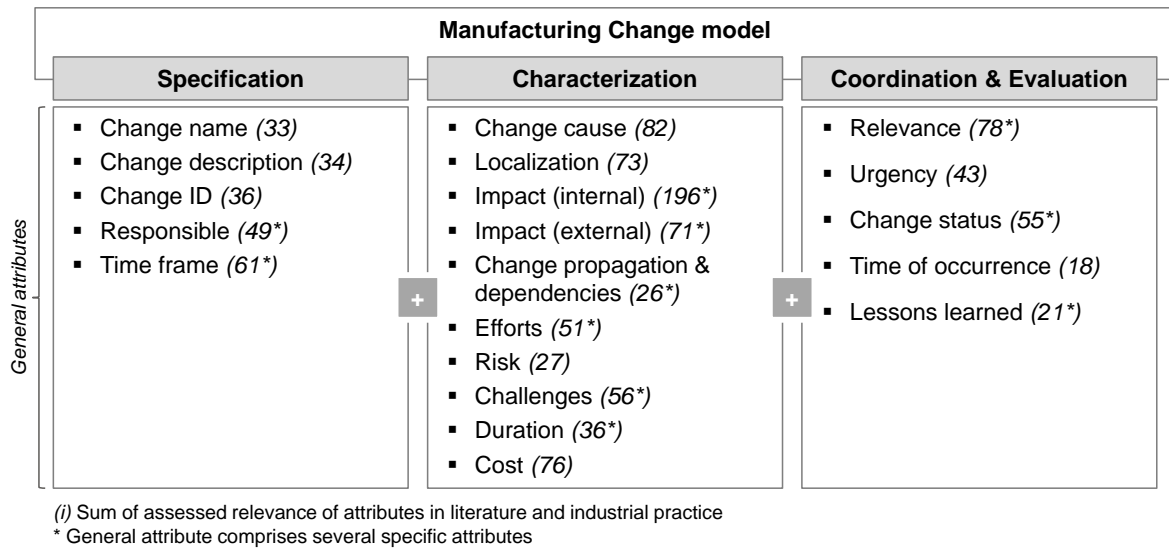 Manufacturing Change model
Specification
Characterization
Coordination & Evaluation
General attributes
▪ Change name (33)
▪ Change description (34)
▪ Change ID (36)
▪ Responsible (49*)
▪ Time frame (61*)
+
▪ Change cause (82)
▪ Localization (73)
▪ Impact (internal) (196*)
▪ Impact (external) (71*)
▪ Change propagation &
dependencies (26*)
▪ Efforts (51*)
▪ Risk (27)
▪ Challenges (56*)
▪ Duration (36*)
▪ Cost (76)
+
▪ Relevance (78*)
▪ Urgency (43)
▪ Change status (55*)
▪ Time of occurrence (18)
▪ Lessons learned (21*)
(i) Sum of assessed relevance of attributes in literature and industrial practice
* General attribute comprises several specific attributes